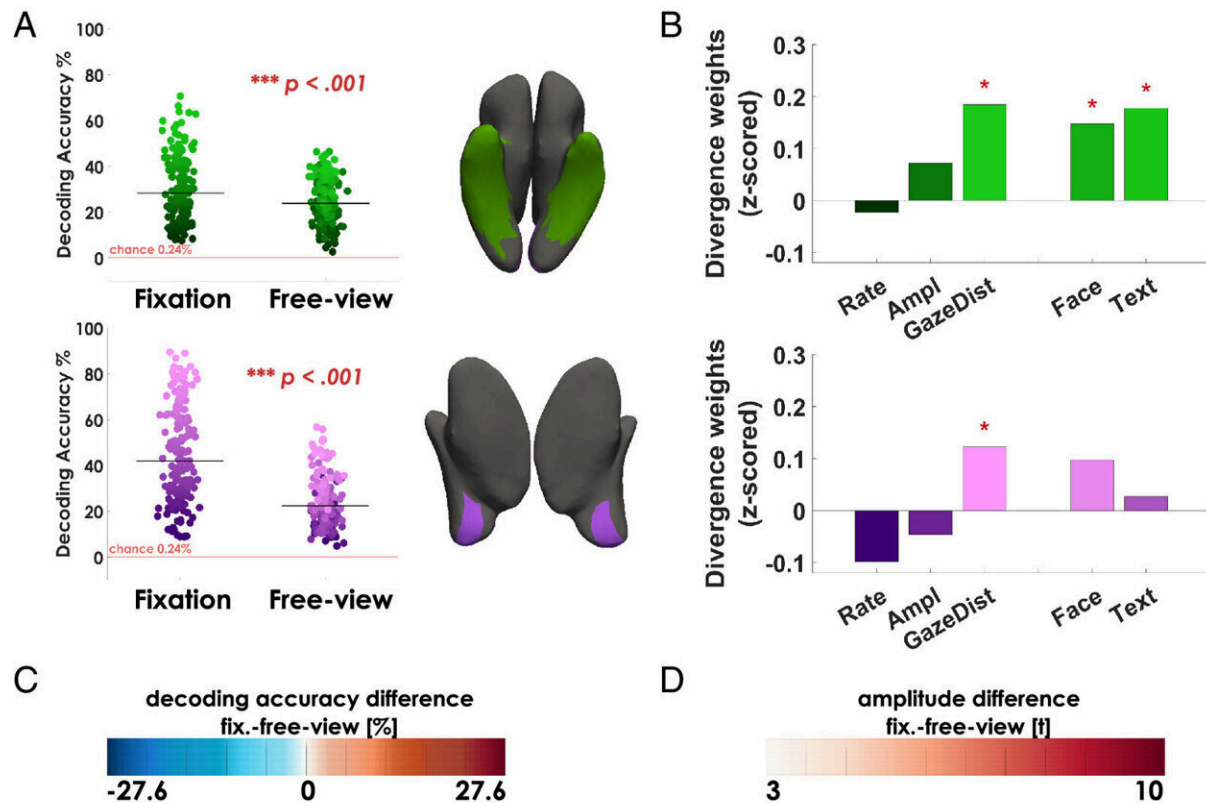 A
Decoding Accuracy %
100
80
60
40
20
0
*** p < .001
chance 0.24%
Fixation
Free-view
Decoding Accuracy %
100
80
60
40
20
0
*** p < .001
chance 0.24%
Fixation
Free-view
B
Divergence weights
(z-scored)
0.3
0.2
0.1
0
-0.1
*
*
*
Rate
Ampl
GazeDist
Face
Text
Divergence weights
(z-scored)
0.3
0.2
0.1
0
-0.1
*
Rate
Ampl
GazeDist
Face
Text
C
decoding accuracy difference
fix.-free-view [%]
-27.6
0
27.6
D
amplitude difference
fix.-free-view [t]
3
10